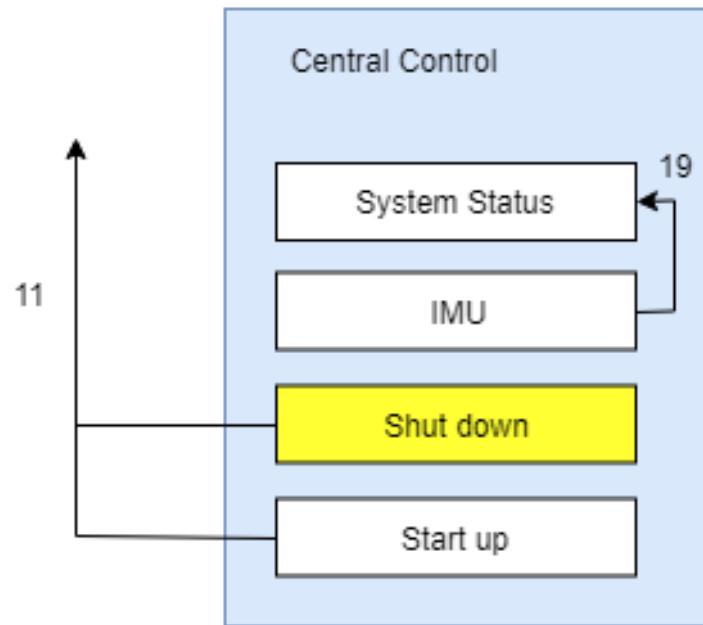 Central Control
19
System Status
11
IMU
Shut down
Start up